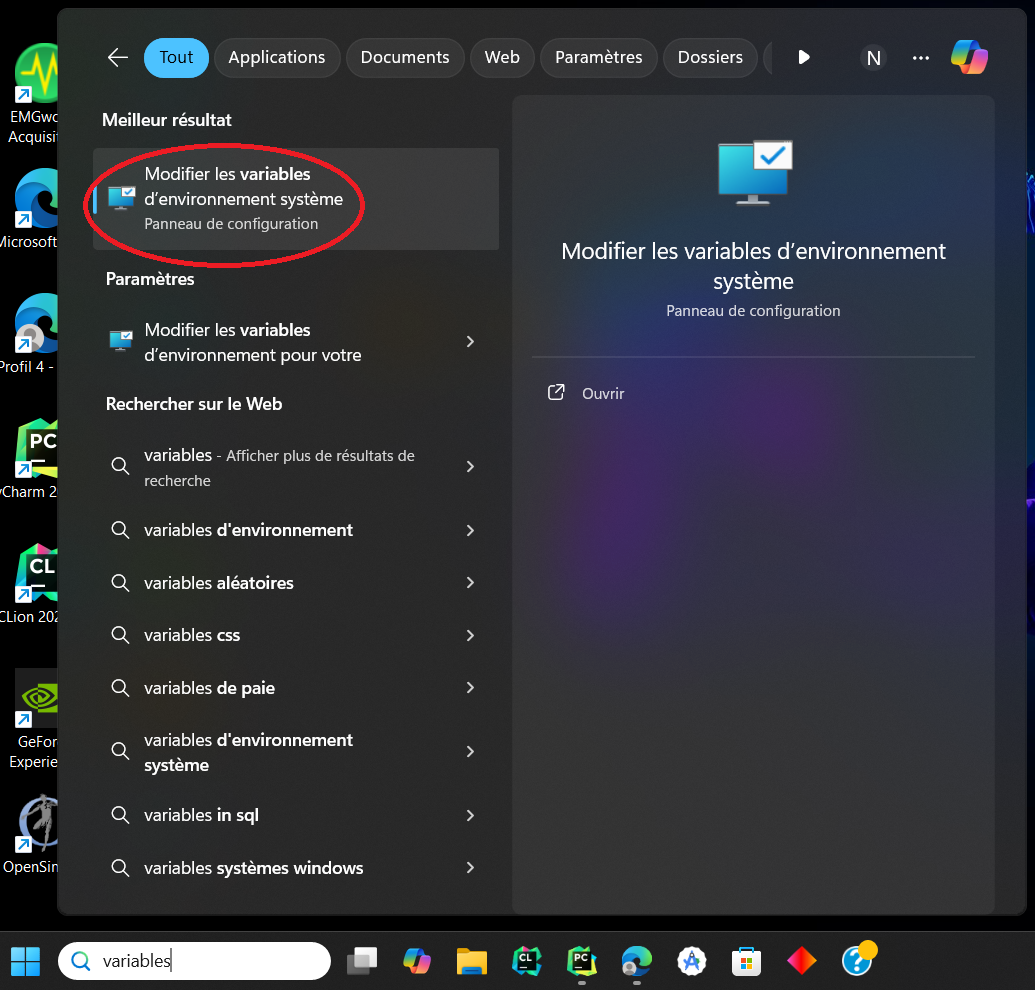 Tout
Applications
Documents
Web
Paramètres
Dossiers
N
Meilleur résultat
Modifier les variables
d’environnement système
Panneau de configuration
Paramètres
Modifier les variables
d’environnement pour votre
Rechercher sur le Web
variables - Afficher plus de résultats de
recherche
variables d'environnement
variables aléatoires
variables css
variables de paie
variables d'environnement
système
variables in sql
variables systèmes windows
Modifier les variables d’environnement
système
Panneau de configuration
Ouvrir
EMGwo
Acquisit
Microsoft
Profil 4 -
PC
yCharm 20
CL
CLion 202
GeFor
Experie
OpenSim
variables
CL
PC